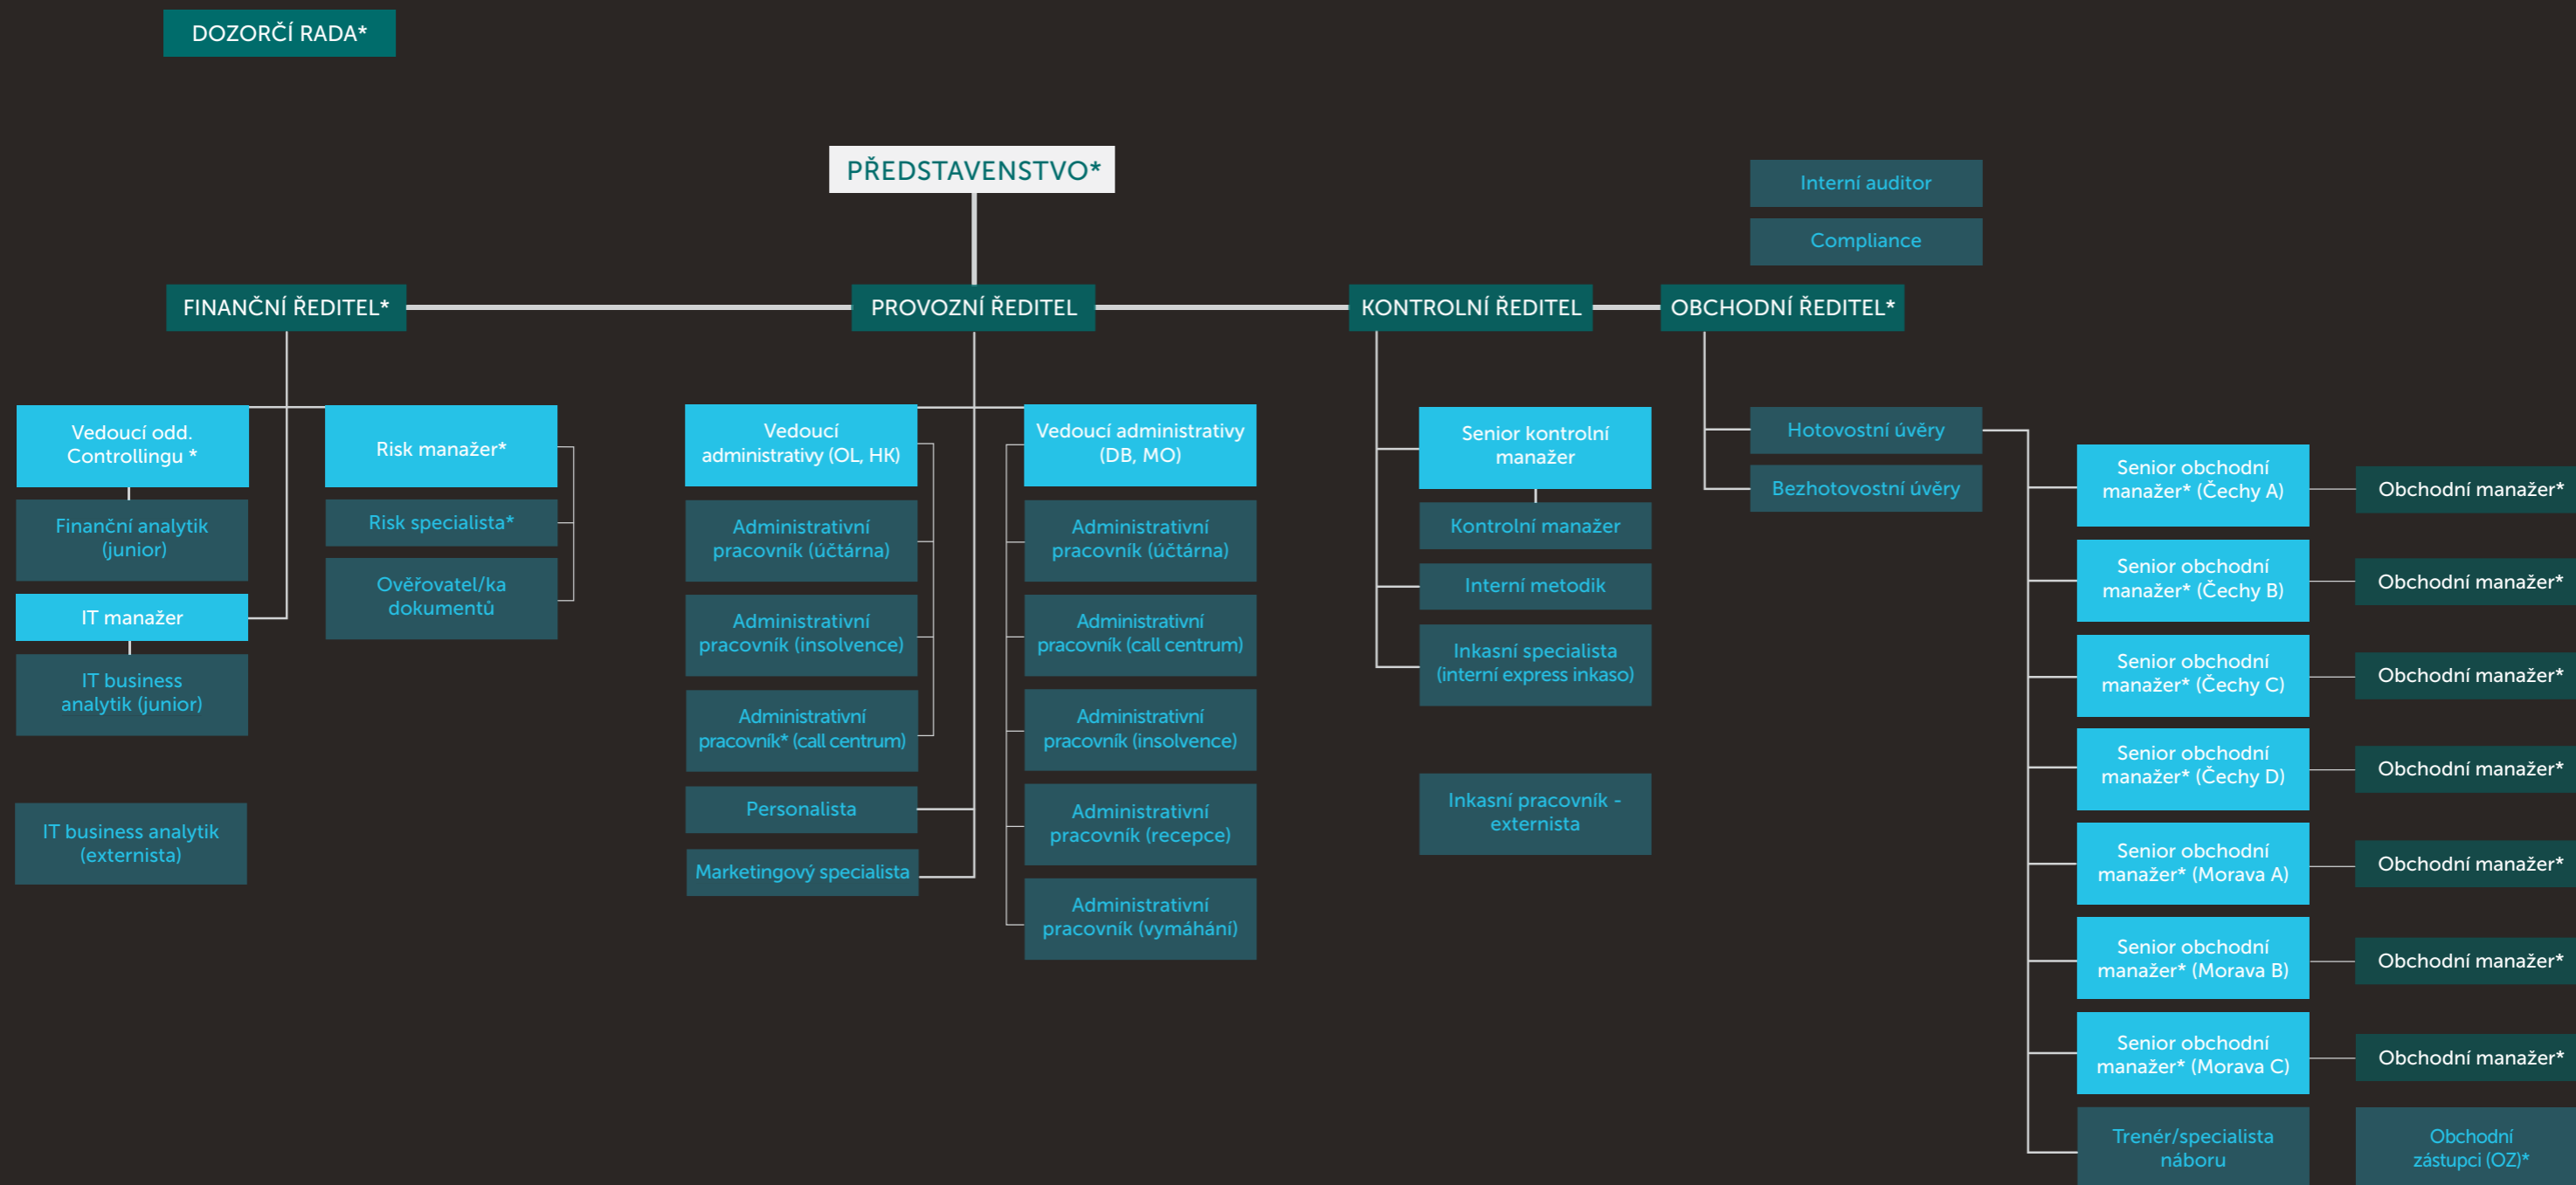 DOZORČÍ RADA*
PŘEDSTAVENSTVO*
Interní auditor
Compliance
FINANČNÍ ŘEDITEL*
PROVOZNÍ ŘEDITEL
KONTROLNÍ ŘEDITEL
OBCHODNÍ ŘEDITEL*
Vedoucí odd.
Controllingu *
Finanční analytik
(junior)
IT manažer
IT business
analytik (junior)
IT business analytik
(externista)
Risk manažer*
Risk specialista*
Ověřovatel/ka
dokumentů
Vedoucí
administrativy (OL, HK)
Administrativní
pracovník (účtárna)
Administrativní
pracovník (insolvence)
Administrativní
pracovník* (call centrum)
Personalista
Marketingový specialista
Vedoucí administrativy
(DB, MO)
Administrativní
pracovník (účtárna)
Administrativní
pracovník (call centrum)
Administrativní
pracovník (insolvence)
Administrativní
pracovník (recepce)
Administrativní
pracovník (vymáhání)
Senior kontrolní
manažer
Kontrolní manažer
Interní metodik
Inkasní specialista
(interní express inkaso)
Inkasní pracovník -
externista
Hotovostní úvěry
Bezhotovostní úvěry
Senior obchodní
manažer* (Čechy A)
Obchodní manažer*
Senior obchodní
manažer* (Čechy B)
Obchodní manažer*
Senior obchodní
manažer* (Čechy C)
Obchodní manažer*
Senior obchodní
manažer* (Čechy D)
Obchodní manažer*
Senior obchodní
manažer* (Morava A)
Obchodní manažer*
Senior obchodní
manažer* (Morava B)
Obchodní manažer*
Senior obchodní
manažer* (Morava C)
Obchodní manažer*
Trenér/specialista
náboru
Obchodní
zástupci (OZ)*